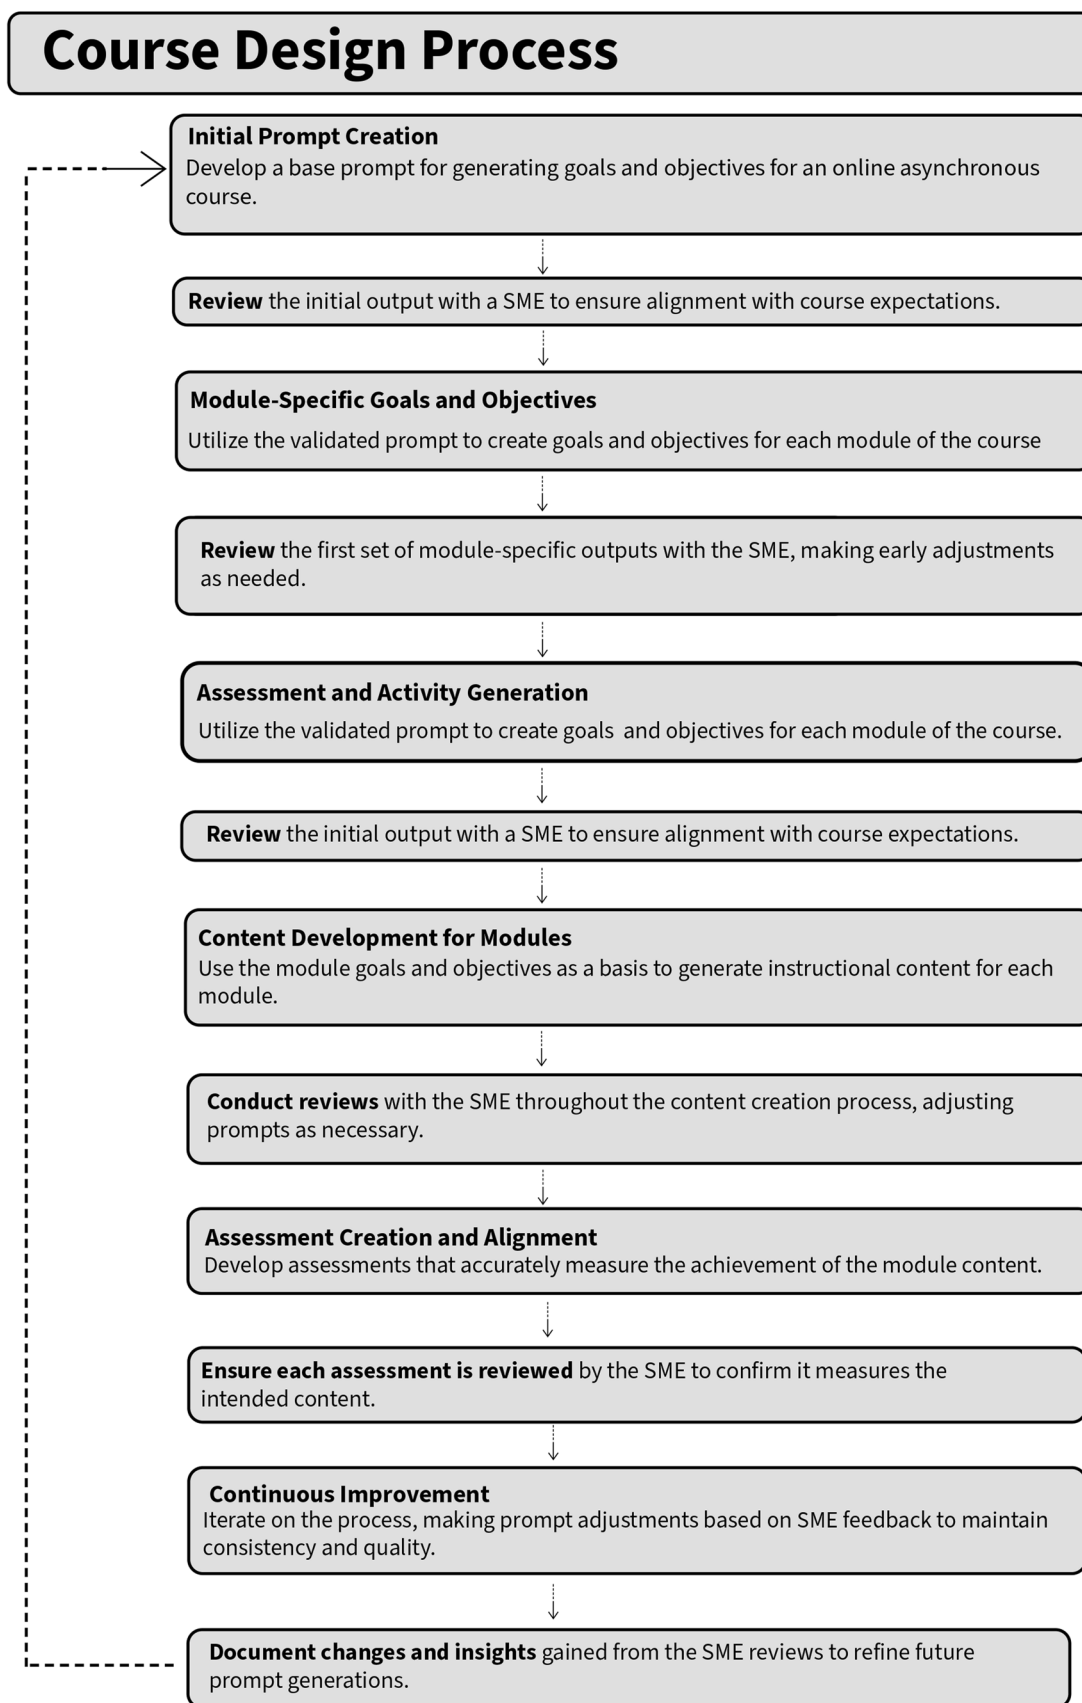 Course Design Process
Initial Prompt Creation
Develop a base prompt for generating goals and objectives for an online asynchronous
course.
Review the initial output with a SME to ensure alignment with course expectations.
Module-Specific Goals and Objectives
Utilize the validated prompt to create goals and objectives for each module of the course
Review the first set of module-specific outputs with the SME, making early adjustments
as needed.
Assessment and Activity Generation
Utilize the validated prompt to create goals  and objectives for each module of the course.
Review the initial output with a SME to ensure alignment with course expectations.
Content Development for Modules
Use the module goals and objectives as a basis to generate instructional content for each
module.
Conduct reviews with the SME throughout the content creation process, adjusting
prompts as necessary.
Assessment Creation and Alignment
Develop assessments that accurately measure the achievement of the module content.
Ensure each assessment is reviewed by the SME to confirm it measures the
intended content.
Continuous Improvement
Iterate on the process, making prompt adjustments based on SME feedback to maintain
consistency and quality.
Document changes and insights gained from the SME reviews to refine future
prompt generations.